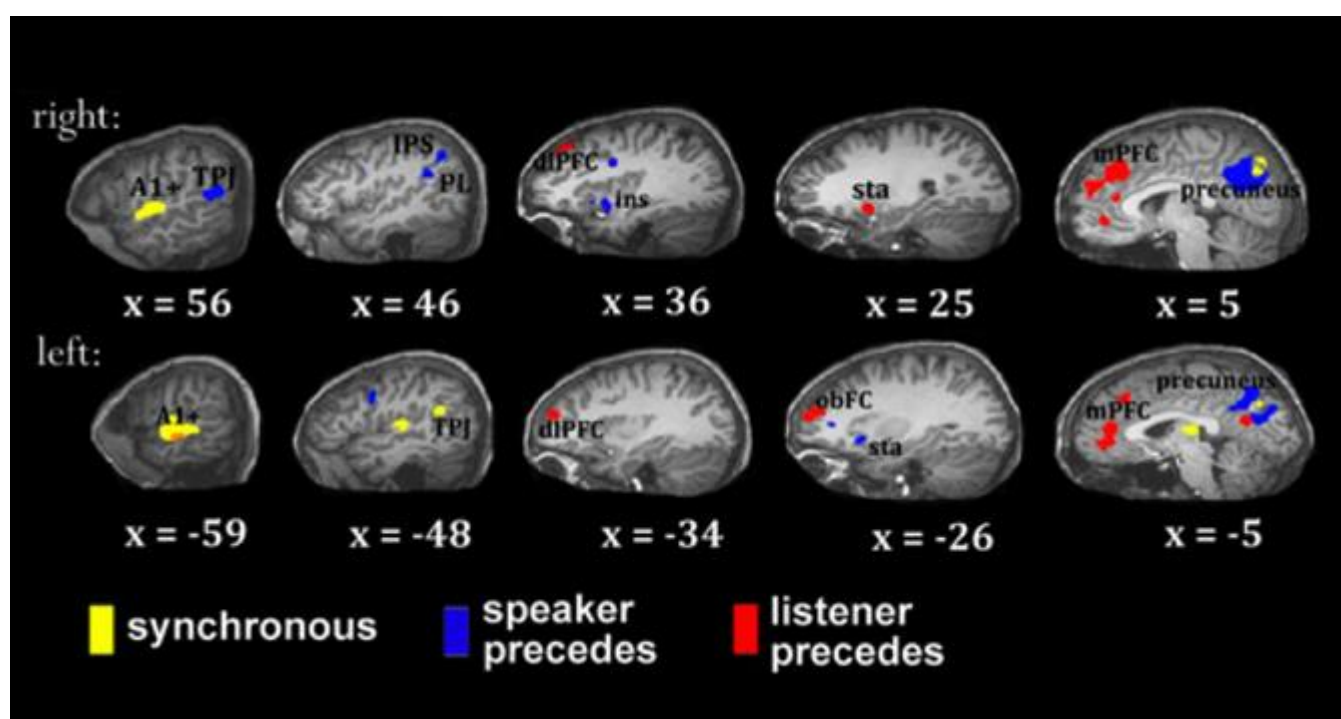 right:
A1+ TPJ
IPS
PL
dlPFC
ins
sta
mPFC
precuneus
x = 56 x = 46 x = 36 x = 25 x = 5
left:
A1+
TPJ
dlPFC
obFC
sta
precuneus
mPFC
x = -59 x = -48 x = -34 x = -26 x = -5
synchronous
speaker
precedes
listener
precedes